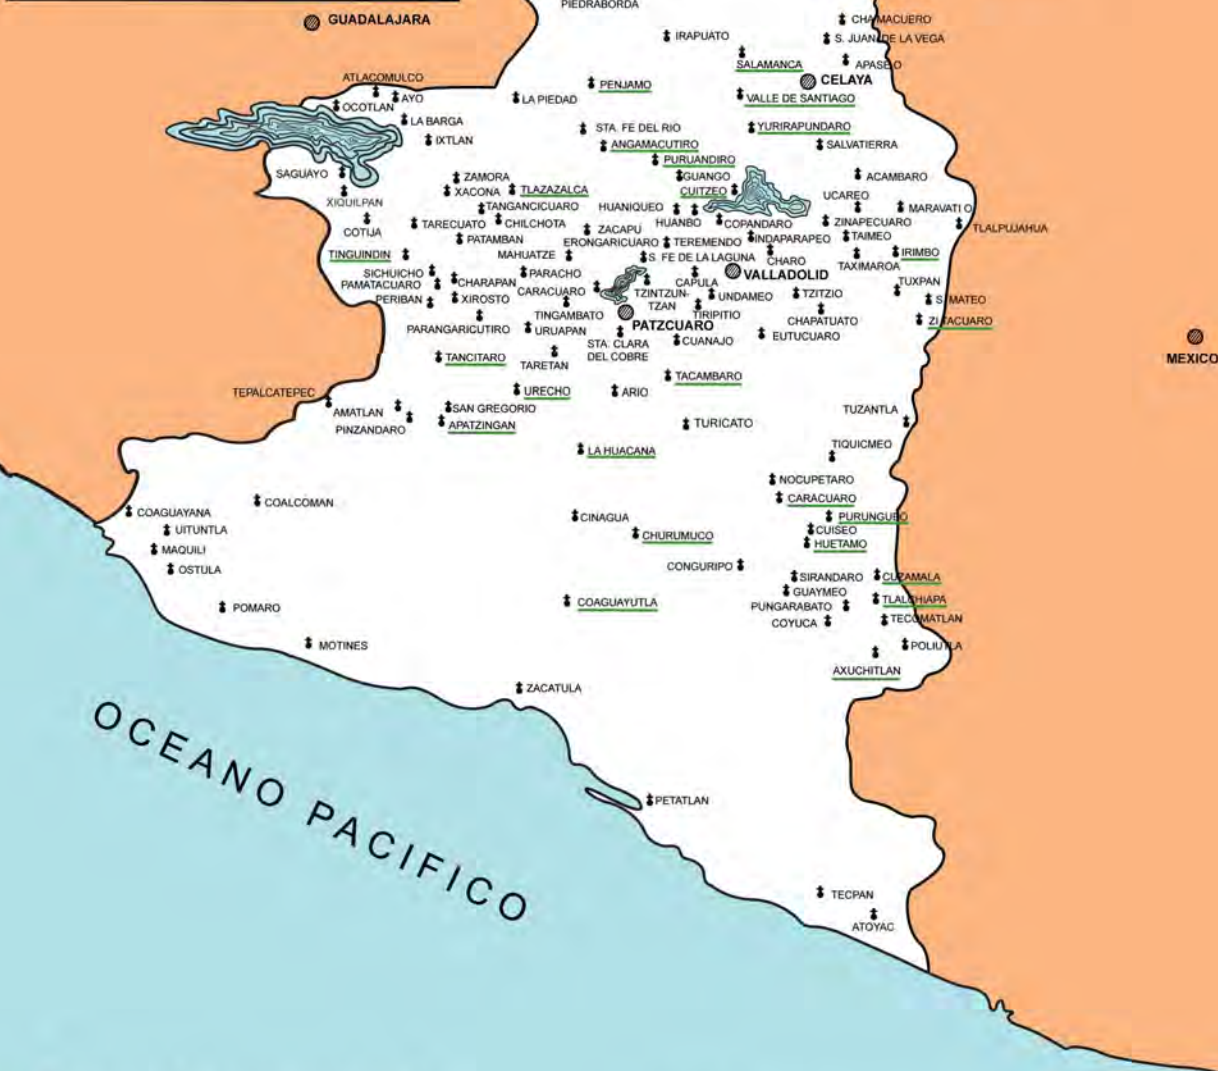 PIEDRABORDA
GUADALAJARA
CHAMACUERO
IRAPUATO
S. JUAN DE LA VEGA
SALAMANCA
APASEO
ATLACOMULCO
CELAYA
PENJAMO
AYO
LA PIEDAD
VALLE DE SANTIAGO
OCOTLAN
LA BARGA
STA. FE DEL RIO
YURIRAPUNDARO
IXTLAN
ANGAMACUTIRO
SALVATIERRA
PURUANDIRO
SAGUAYO
ZAMORA
GUANGO
ACAMBARO
XACONA
TLAZAZALCA
CUITZEO
UCAREO
XIQUILPAN
TANGANCICUARO
HUANIQUEO
MARAVATIO
COTIJA
TARECUATO
CHILCHOTA
HUANBO
COPANDARO
ZINAPECUARO
TLALPUJAHUA
ZACAPU
PATAMBAN
ERONGARICUARO
TEREMENDO
INDAPARAPEO
TAIMEO
TINGUINDIN
MAHUATZE
S. FE DE LA LAGUNA
CHARO
IRIMBO
TAXIMAROA
SICHUICHO
PARACHO
VALLADOLID
PAMATACUARO
CHARAPAN
CAPULA
TUXPAN
PERIBAN
XIROSTO
CARACUARO
TZINTZUN-
TZAN
UNDAMEO
TZITZIO
S. MATEO
TINGAMBATO
TIRIPITIO
CHAPATUATO
ZITACUARO
PARANGARICUTIRO
URUAPAN
PATZCUARO
EUTUCUARO
STA. CLARA
DEL COBRE
CUANAJO
MEXICO
TANCITARO
TARETAN
TACAMBARO
TEPALCATEPEC
URECHO
ARIO
AMATLAN
SAN GREGORIO
TUZANTLA
PINZANDARO
APATZINGAN
TURICATO
TIQUICMEO
LA HUACANA
NOCUPETARO
COALCOMAN
CARACUARO
COAGUAYANA
CINAGUA
PURUNGUEO
UITUNTLA
CUISEO
CHURUMUCO
HUETAMO
MAQUILI
CONGURIPO
OSTULA
SIRANDARO
CUZAMALA
GUAYMEO
COAGUAYUTLA
PUNGARABATO
TLALCHIAPA
POMARO
COYUCA
TECOMATLAN
MOTINES
POLIUTLA
AXUCHITLAN
ZACATULA
OCEANO PACIFICO
PETATLAN
TECPAN
ATOYAC